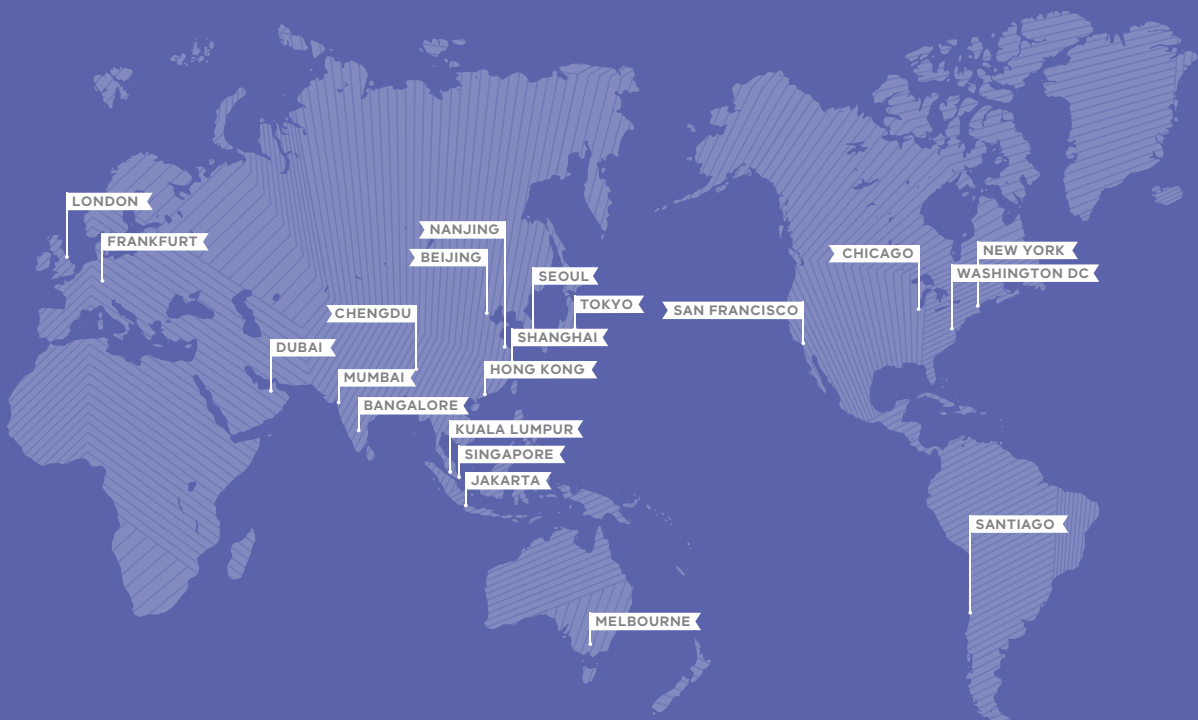 LONDON
NANJING
FRANKFURT
NEW YORK
CHICAGO
BEIJING
WASHINGTON DC
SEOUL
TOKYO
SAN FRANCISCO
CHENGDU
SHANGHAI
DUBAI
HONG KONG
MUMBAI
BANGALORE
KUALA LUMPUR
SINGAPORE
JAKARTA
SANTIAGO
MELBOURNE